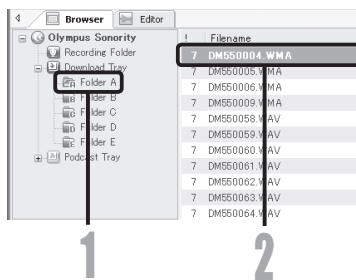 Browser Editor
Olympus Sonority
Recording Folder
Download Tray
Folder A
Folder B
Folder C
Folder D
Folder E
Podcast Tray
! Filename
7 DM550004.WMA
7 DM550005.WMA
7 DM550006.WMA
7 DM550009.WMA
7 DM550058.WAV
7 DM550059.WAV
7 DM550060.WAV
7 DM550061.WAV
7 DM550062.WAV
7 DM550063.WAV
7 DM550064.WAV
1 2